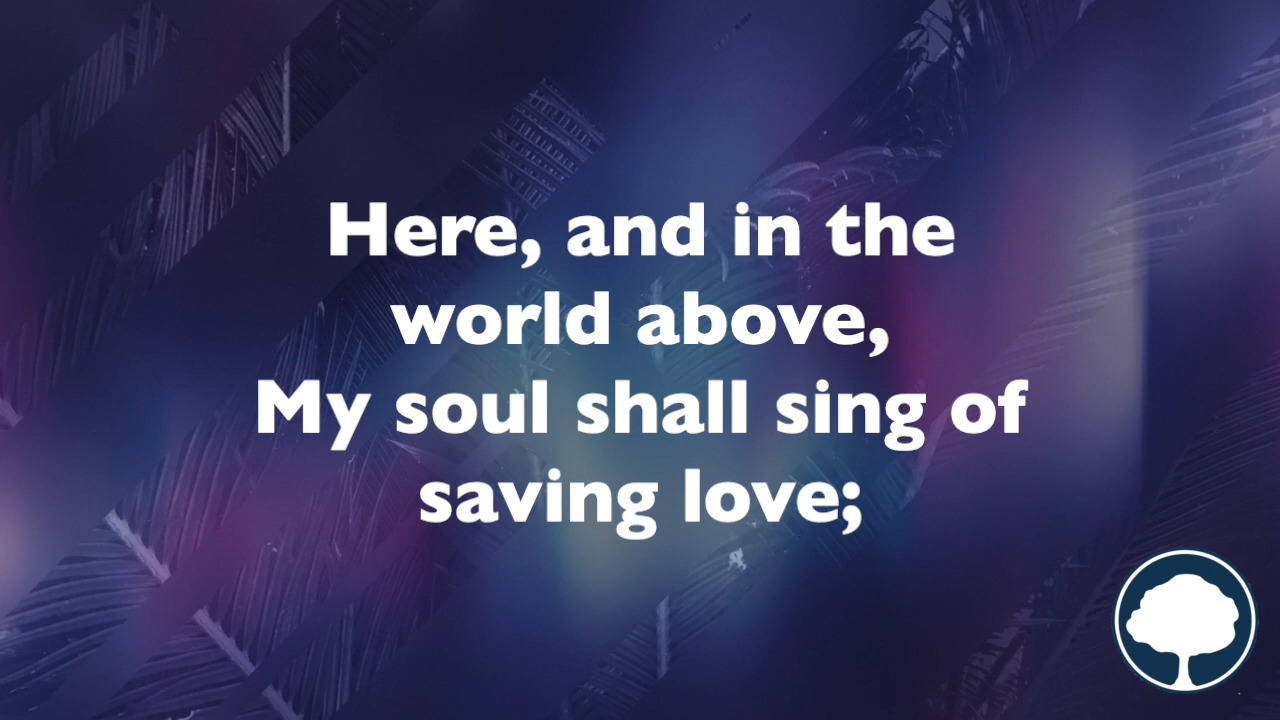 Here, and in the
world above,
My soul shall sing of
saving love;